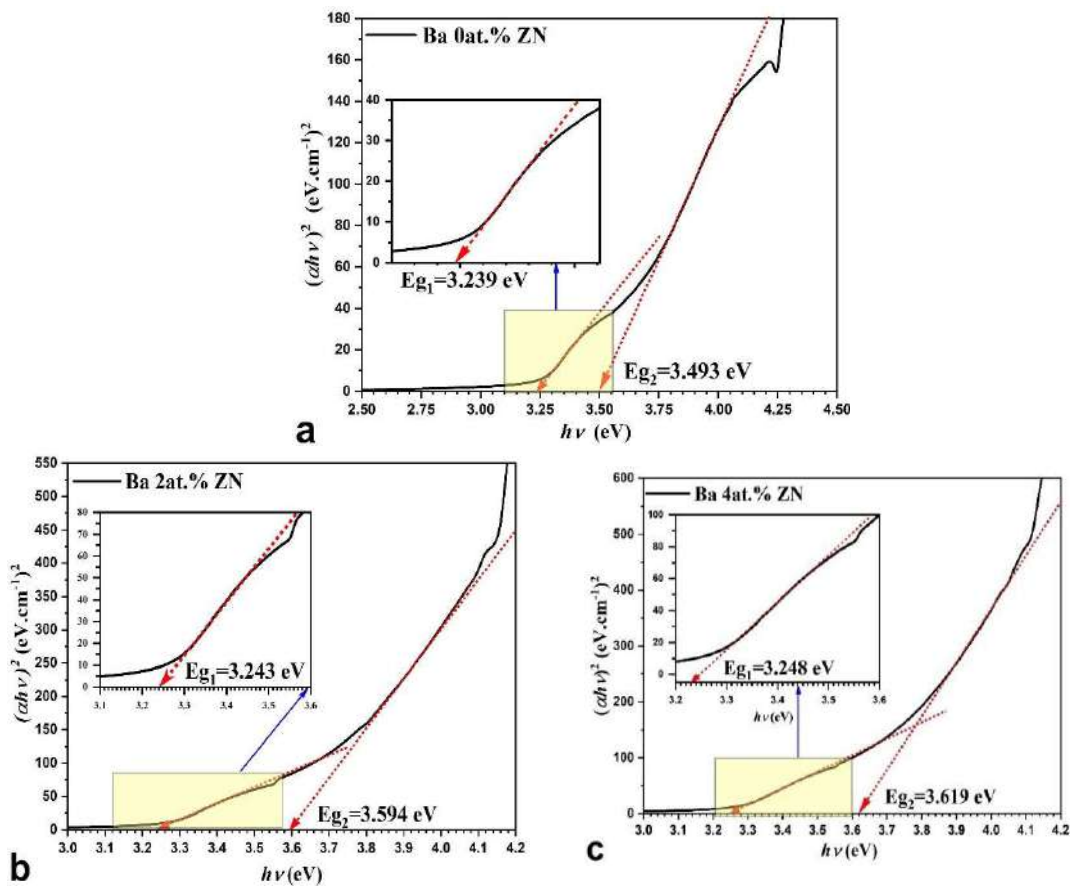 Ba 0at.% ZN
(αhν)² (eV.cm⁻¹)²
180
160
140
120
100
80
60
40
20
0
40
30
20
10
0
Eg₁=3.239 eV
Eg₂=3.493 eV
2.50 2.75 3.00 3.25 3.50 3.75 4.00 4.25 4.50
hν (eV)
a
Ba 2at.% ZN
(αhν)² (eV.cm⁻¹)²
550
500
450
400
350
300
250
200
150
100
50
0
80
70
60
50
40
30
20
10
0
3.1 3.2 3.3 3.4 3.5 3.6
Eg₁=3.243 eV
Eg₂=3.594 eV
3.0 3.1 3.2 3.3 3.4 3.5 3.6 3.7 3.8 3.9 4.0 4.1 4.2
hν (eV)
b
Ba 4at.% ZN
(αhν)² (eV.cm⁻¹)²
600
500
400
300
200
100
0
100
80
60
40
20
0
Eg₁=3.248 eV
3.2 3.3 3.4 3.5 3.6
hν (eV)
Eg₂=3.619 eV
3.0 3.1 3.2 3.3 3.4 3.5 3.6 3.7 3.8 3.9 4.0 4.1 4.2
hν (eV)
c